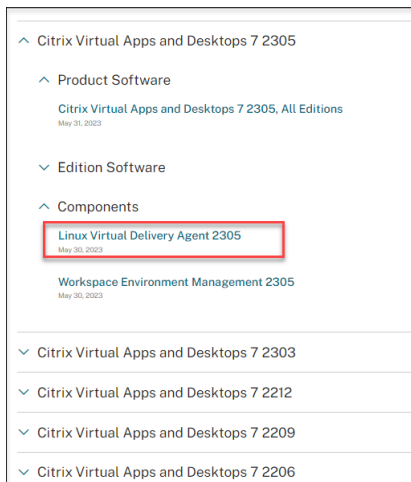 Citrix Virtual Apps and Desktops 7 2305
Product Software
Citrix Virtual Apps and Desktops 7 2305, All Editions
May 31, 2023
Edition Software
Components
Linux Virtual Delivery Agent 2305
May 30, 2023
Workspace Environment Management 2305
May 30, 2023
Citrix Virtual Apps and Desktops 7 2303
Citrix Virtual Apps and Desktops 7 2212
Citrix Virtual Apps and Desktops 7 2209
Citrix Virtual Apps and Desktops 7 2206